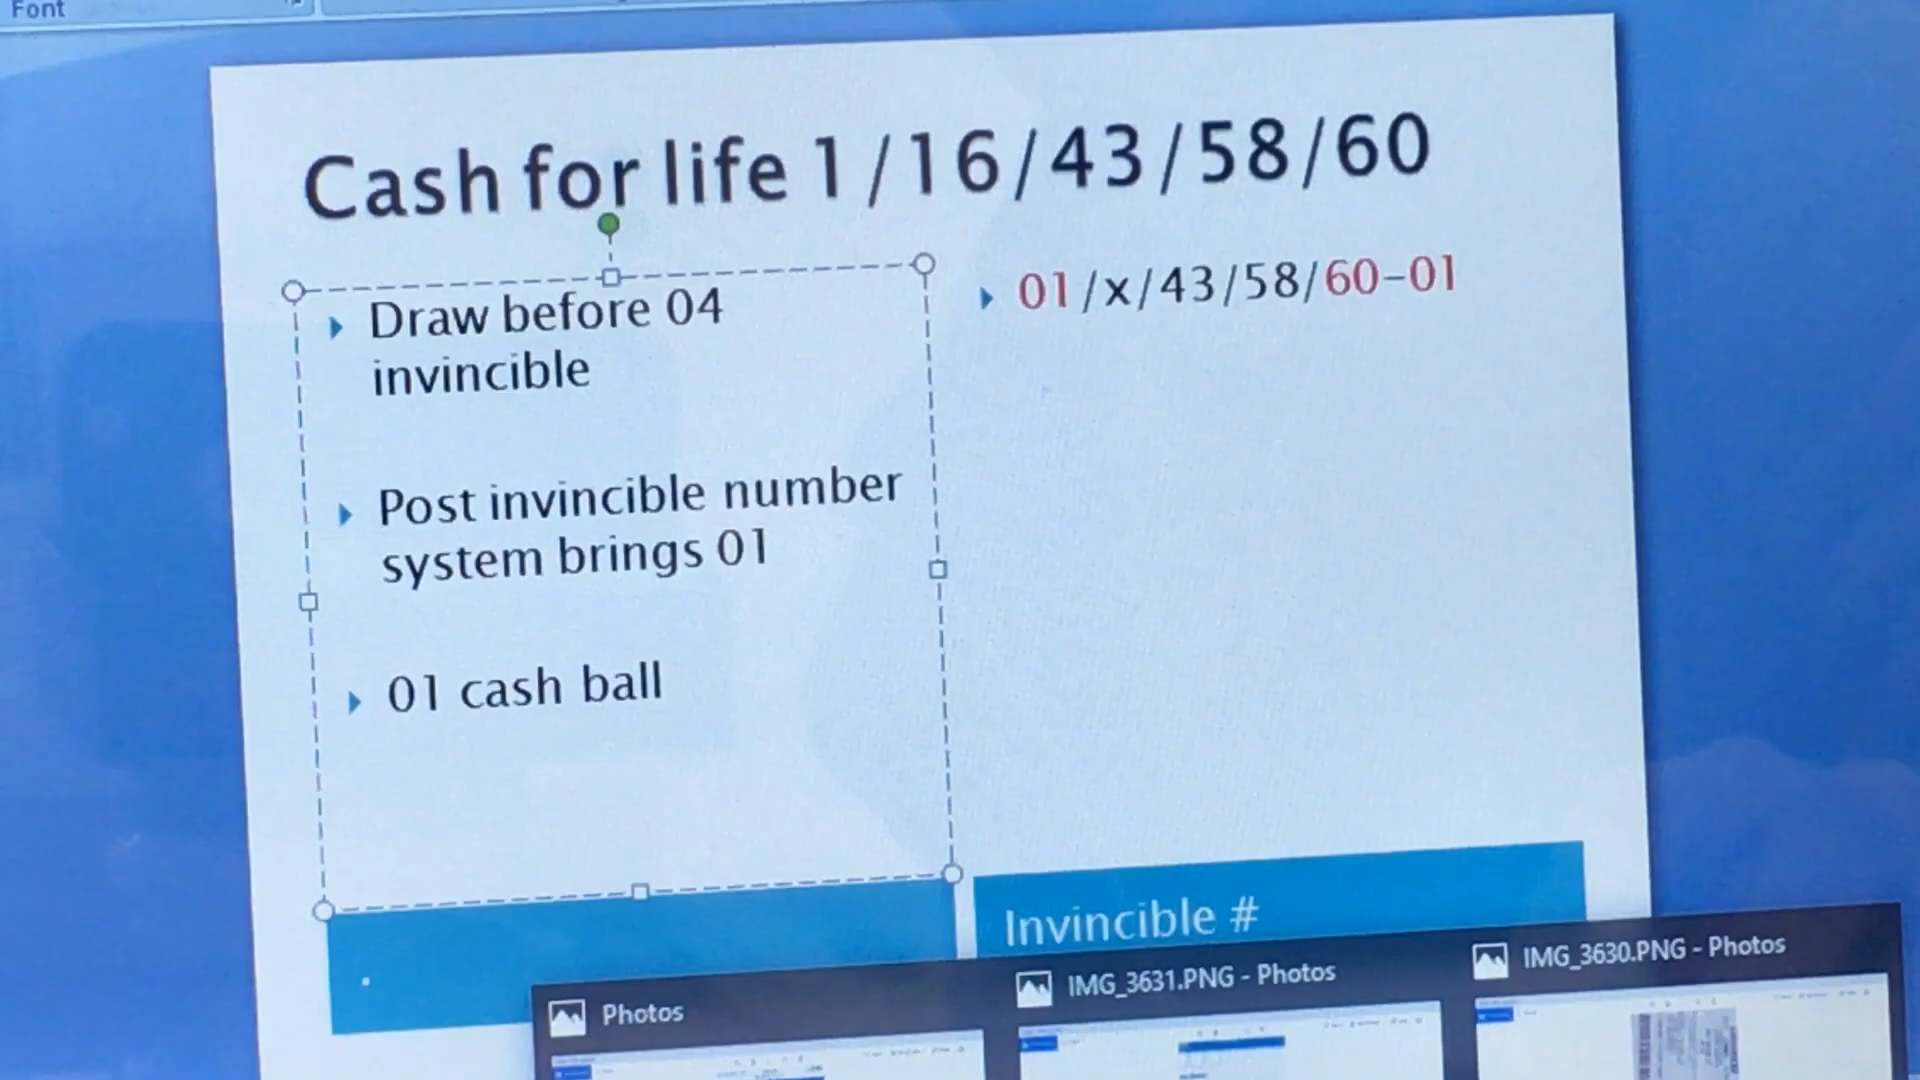 Font
Cash for life 1/16/43/58/60
Draw before 04
invincible
Post invincible number
system brings 01
01 cash ball
01/x/43/58/60-01
Invincible #
Photos
IMG_3631.PNG - Photos
IMG_3630.PNG - Photos